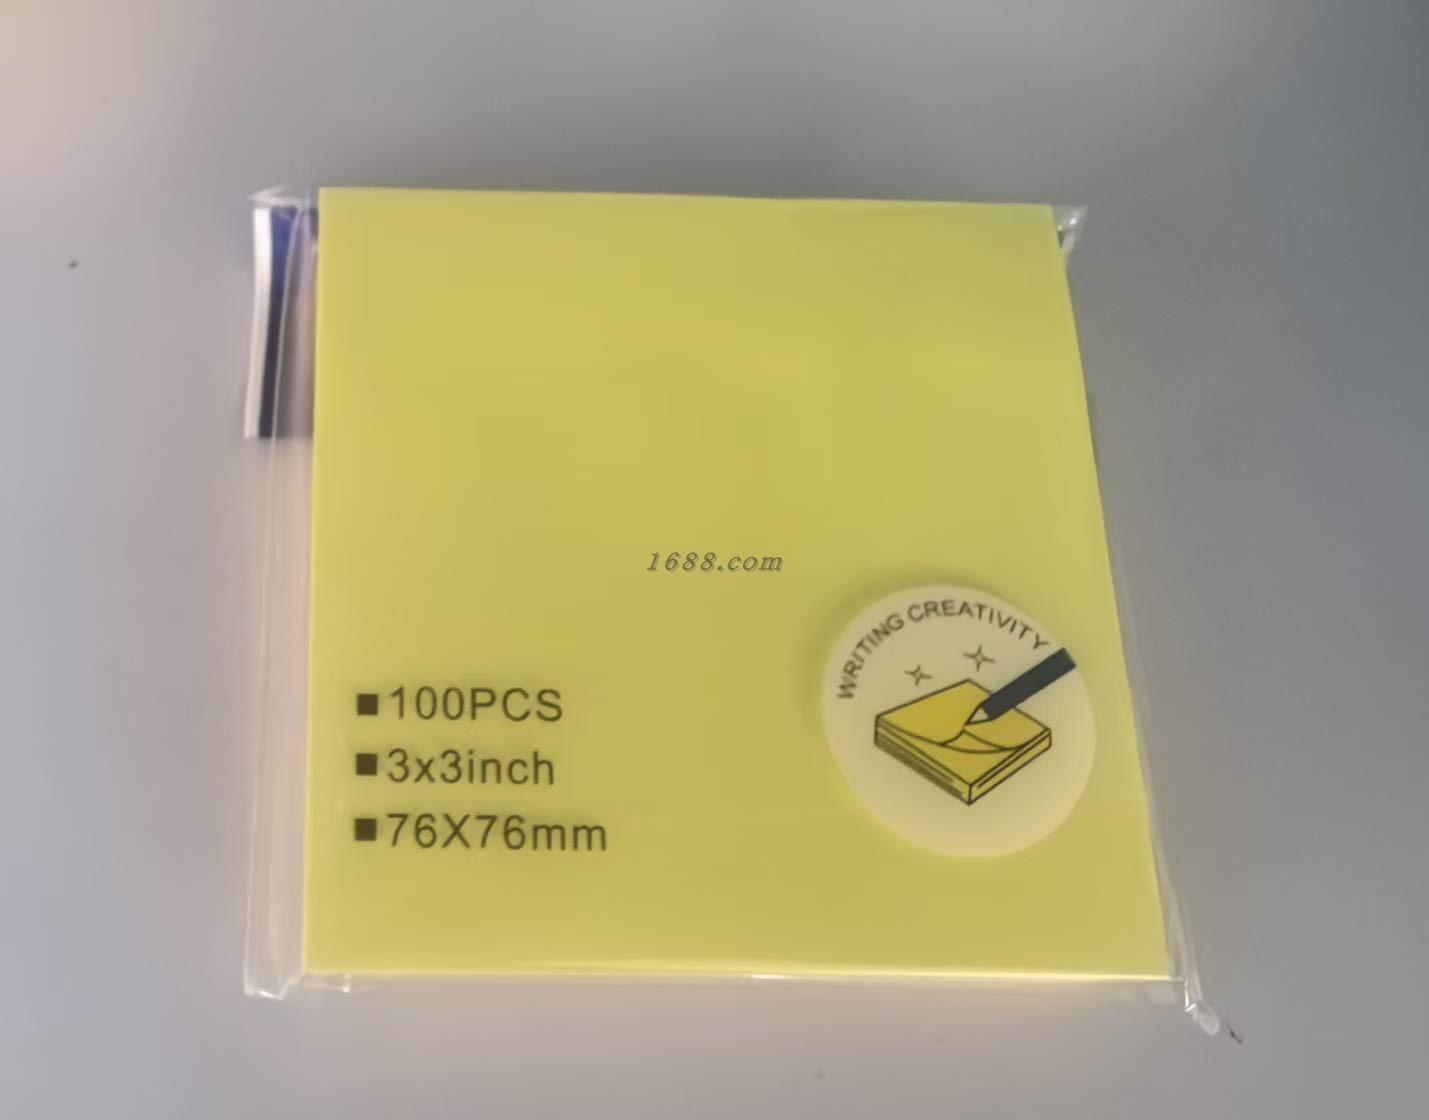 1688.com
WRITING CREATIVITY
■100PCS
■3x3inch
■76X76mm